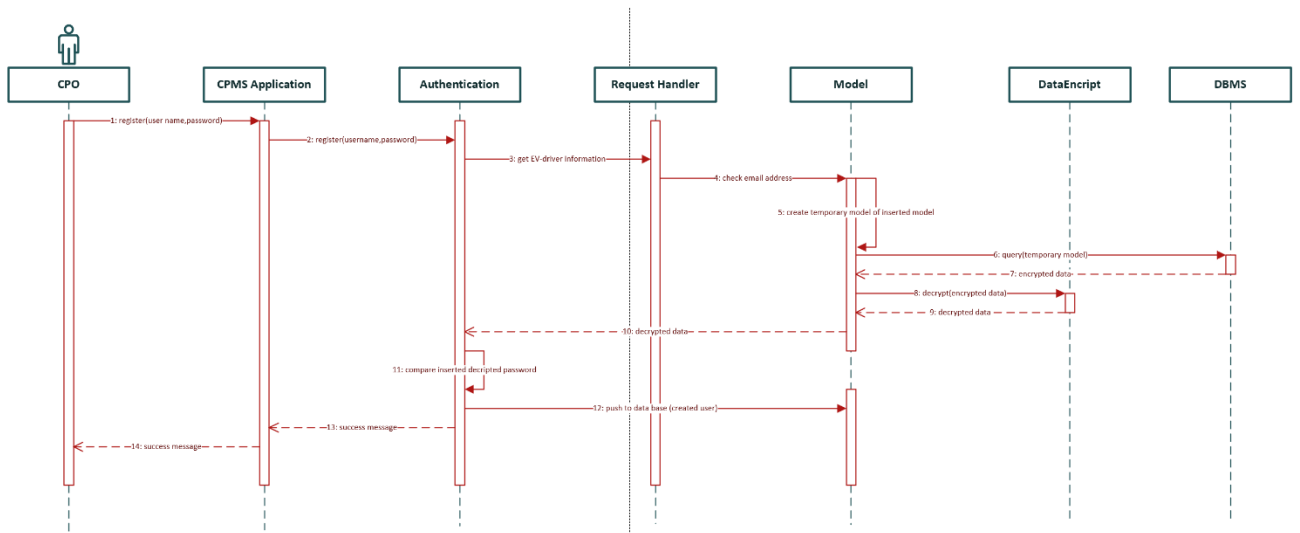 CPO
CPMS Application
Authentication
Request Handler
Model
DataEncript
DBMS
1: register(user name,password)
2: register(username,password)
3: get EV-driver information
4: check email address
5: create temporary model of inserted model
6: query(temporary model)
7: encrypted data
8: decrypt(encrypted data)
9: decrypted data
10: decrypted data
11: compare inserted decripted password
12: push to data base (created user)
13: success message
14: success message